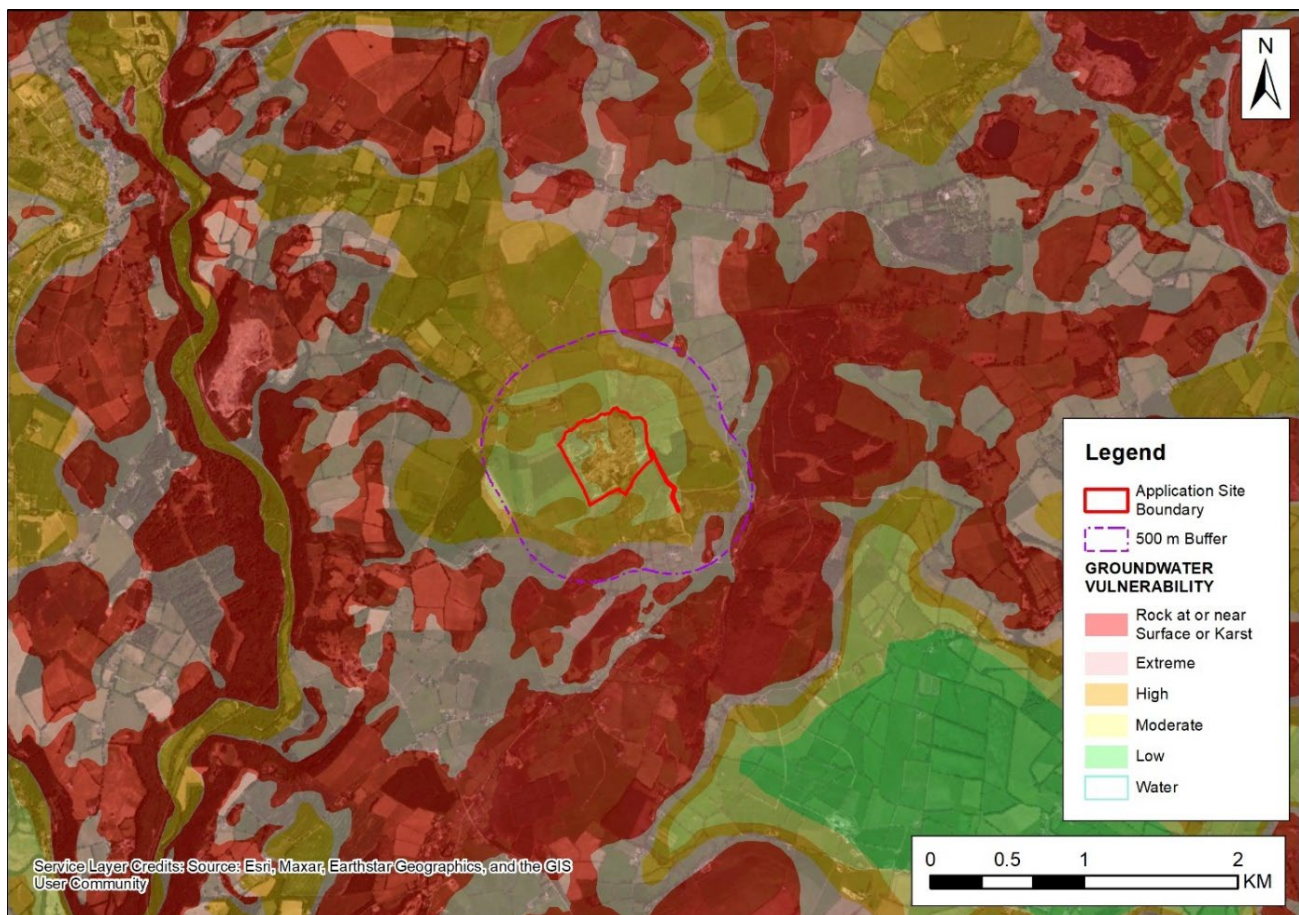 N
Legend
Application Site
Boundary
500 m Buffer
GROUNDWATER
VULNERABILITY
Rock at or near
Surface or Karst
Extreme
High
Moderate
Low
Water
0 0.5 1 2
KM
Service Layer Credits: Source: Esri, Maxar, Earthstar Geographics, and the GIS
User Community